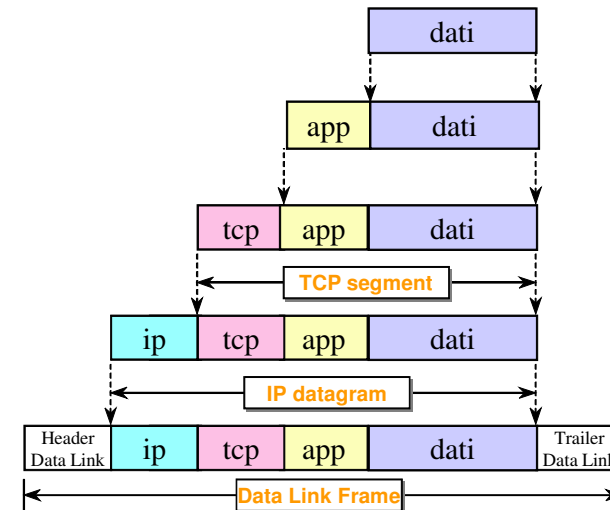 dati
app dati
tcp app dati
TCP segment
ip tcp app dati
IP datagram
Header
Data Link
ip tcp app dati
Trailer
Data Link
Data Link Frame